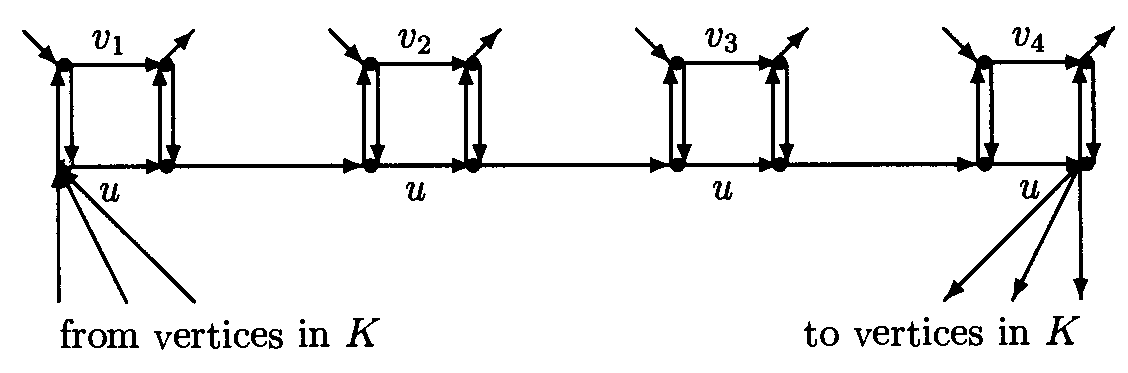 v₁ v₂ v₃ v₄
u u u u
from vertices in K to vertices in K